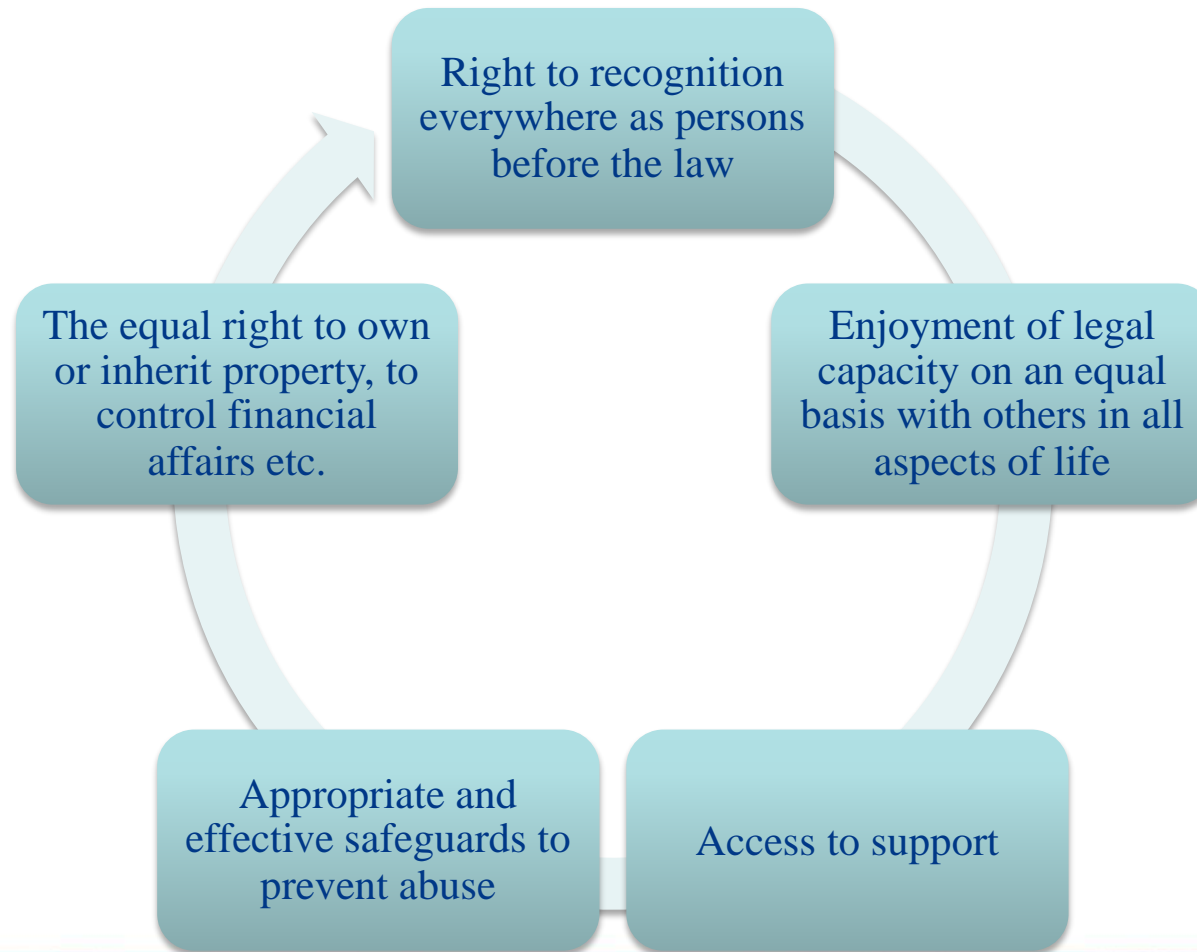 Right to recognition
everywhere as persons
before the law
Enjoyment of legal
capacity on an equal
basis with others in all
aspects of life
Access to support
Appropriate and
effective safeguards to
prevent abuse
The equal right to own
or inherit property, to
control financial
affairs etc.